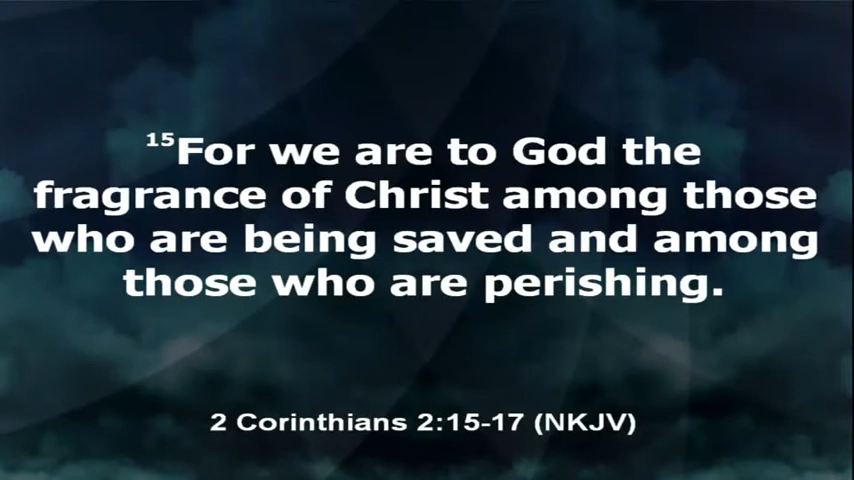 15For we are to God the
fragrance of Christ among those
who are being saved and among
those who are perishing.
2 Corinthians 2:15-17 (NKJV)